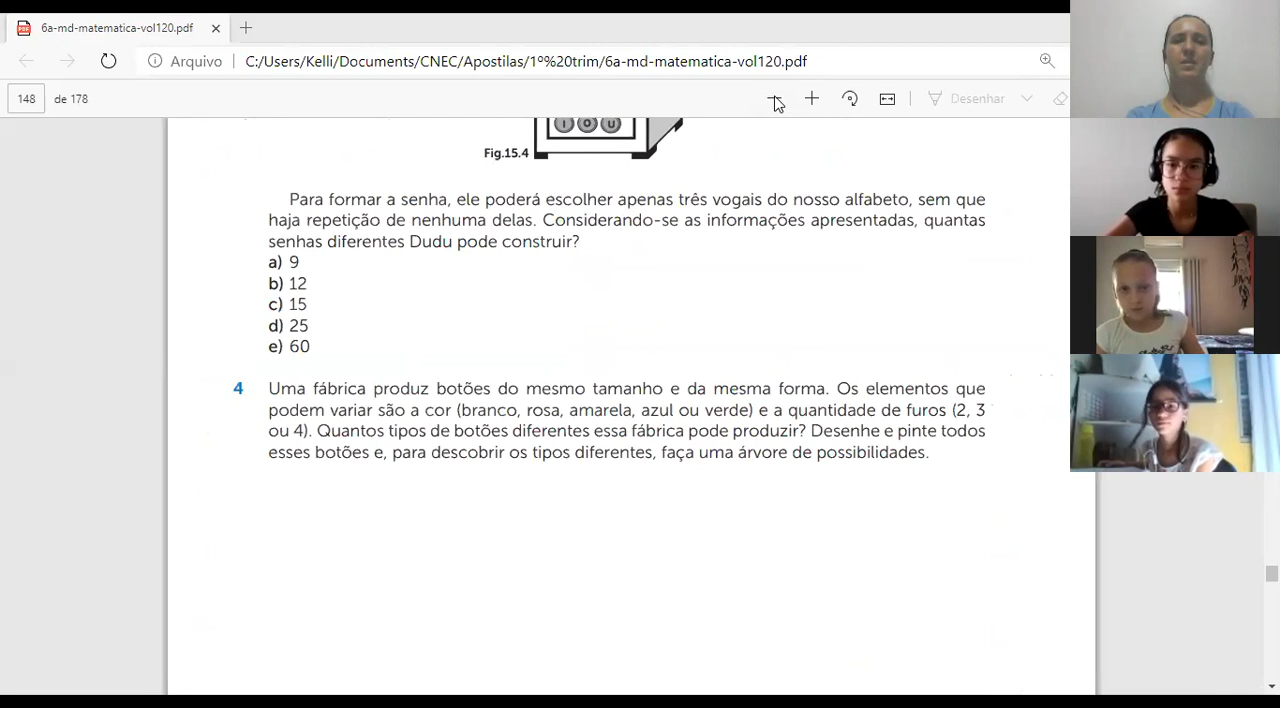 6a-md-matematica-vol120.pdf
Arquivo
C:/Users/Kelli/Documents/CNEC/Apostilas/1º%20trim/6a-md-matematica-vol120.pdf
148 de 178
Desenhar
I O U
Fig.15.4
Para formar a senha, ele poderá escolher apenas três vogais do nosso alfabeto, sem que
haja repetição de nenhuma delas. Considerando-se as informações apresentadas, quantas
senhas diferentes Dudu pode construir?
a) 9
b) 12
c) 15
d) 25
e) 60
4 Uma fábrica produz botões do mesmo tamanho e da mesma forma. Os elementos que
podem variar são a cor (branco, rosa, amarela, azul ou verde) e a quantidade de furos (2, 3
ou 4). Quantos tipos de botões diferentes essa fábrica pode produzir? Desenhe e pinte todos
esses botões e, para descobrir os tipos diferentes, faça uma árvore de possibilidades.